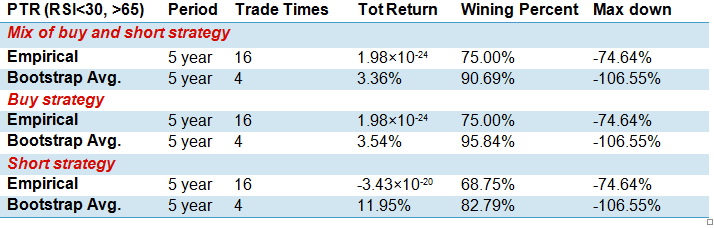 PTR (RSI<30, >65) Period Trade Times Tot Return Wining Percent Max down
Mix of buy and short strategy
Empirical 5 year 16 1.98×10⁻²⁴ 75.00% -74.64%
Bootstrap Avg. 5 year 4 3.36% 90.69% -106.55%
Buy strategy
Empirical 5 year 16 1.98×10⁻²⁴ 75.00% -74.64%
Bootstrap Avg. 5 year 4 3.54% 95.84% -106.55%
Short strategy
Empirical 5 year 16 -3.43×10⁻²⁰ 68.75% -74.64%
Bootstrap Avg. 5 year 4 11.95% 82.79% -106.55%